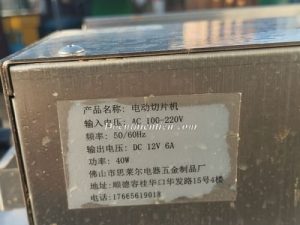 产品名称: 电动切片机
输入电压: AC 100-220V
频率: 50/60Hz
输出电压: DC 12V 6A
功率: 40W
佛山市思莱尔电器五金制品厂
地址: 顺德容桂华口华发路15号4楼
电话:17665619018